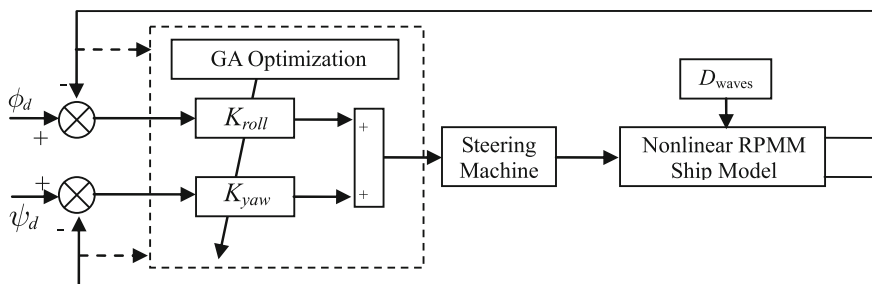 GA Optimization
D_waves
-
ϕ_d
+
K_roll
+
Steering
Machine
Nonlinear RPMM
Ship Model
+
ψ_d
-
K_yaw
+